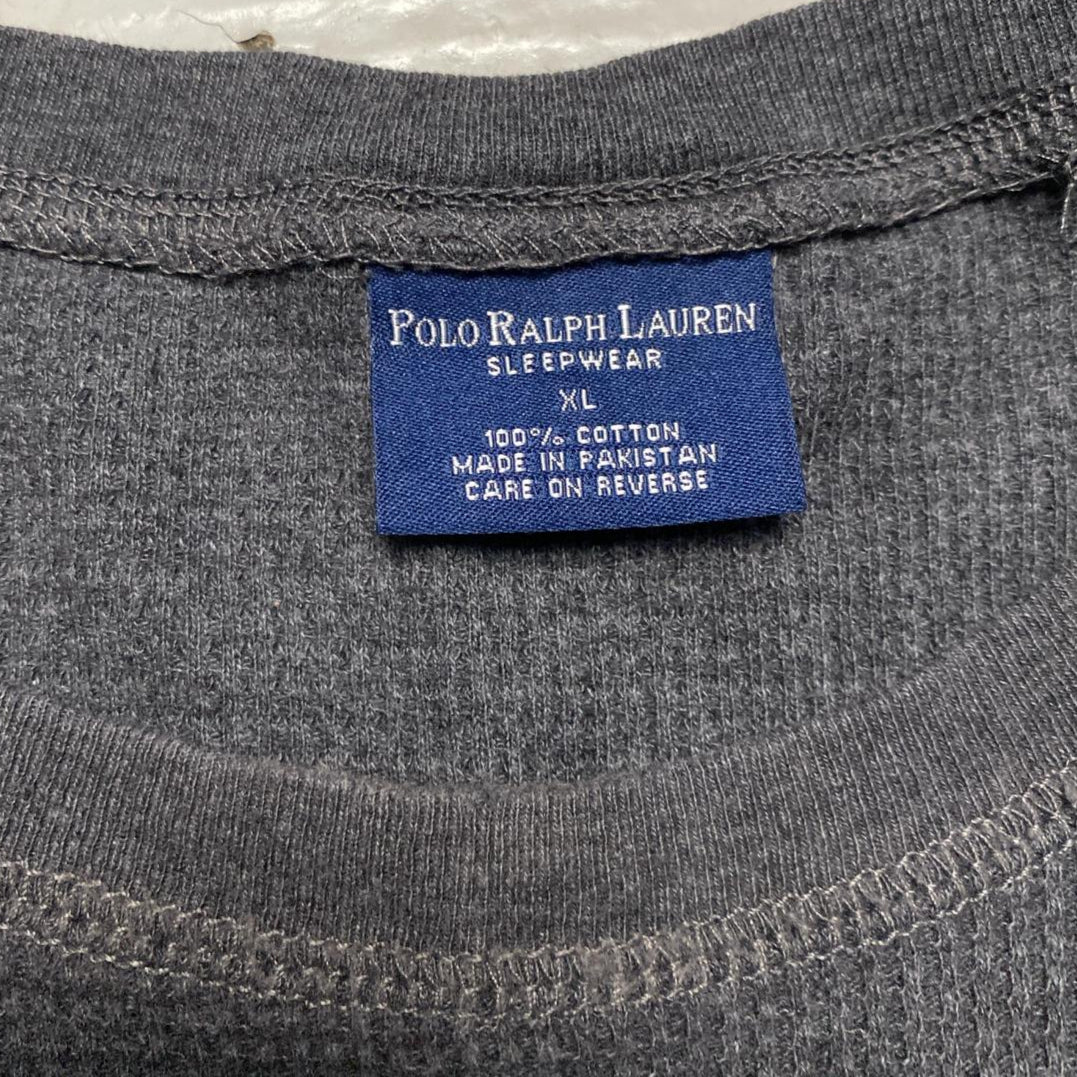 POLO RALPH LAUREN
SLEEPWEAR
XL
100% COTTON
MADE IN PAKISTAN
CARE ON REVERSE